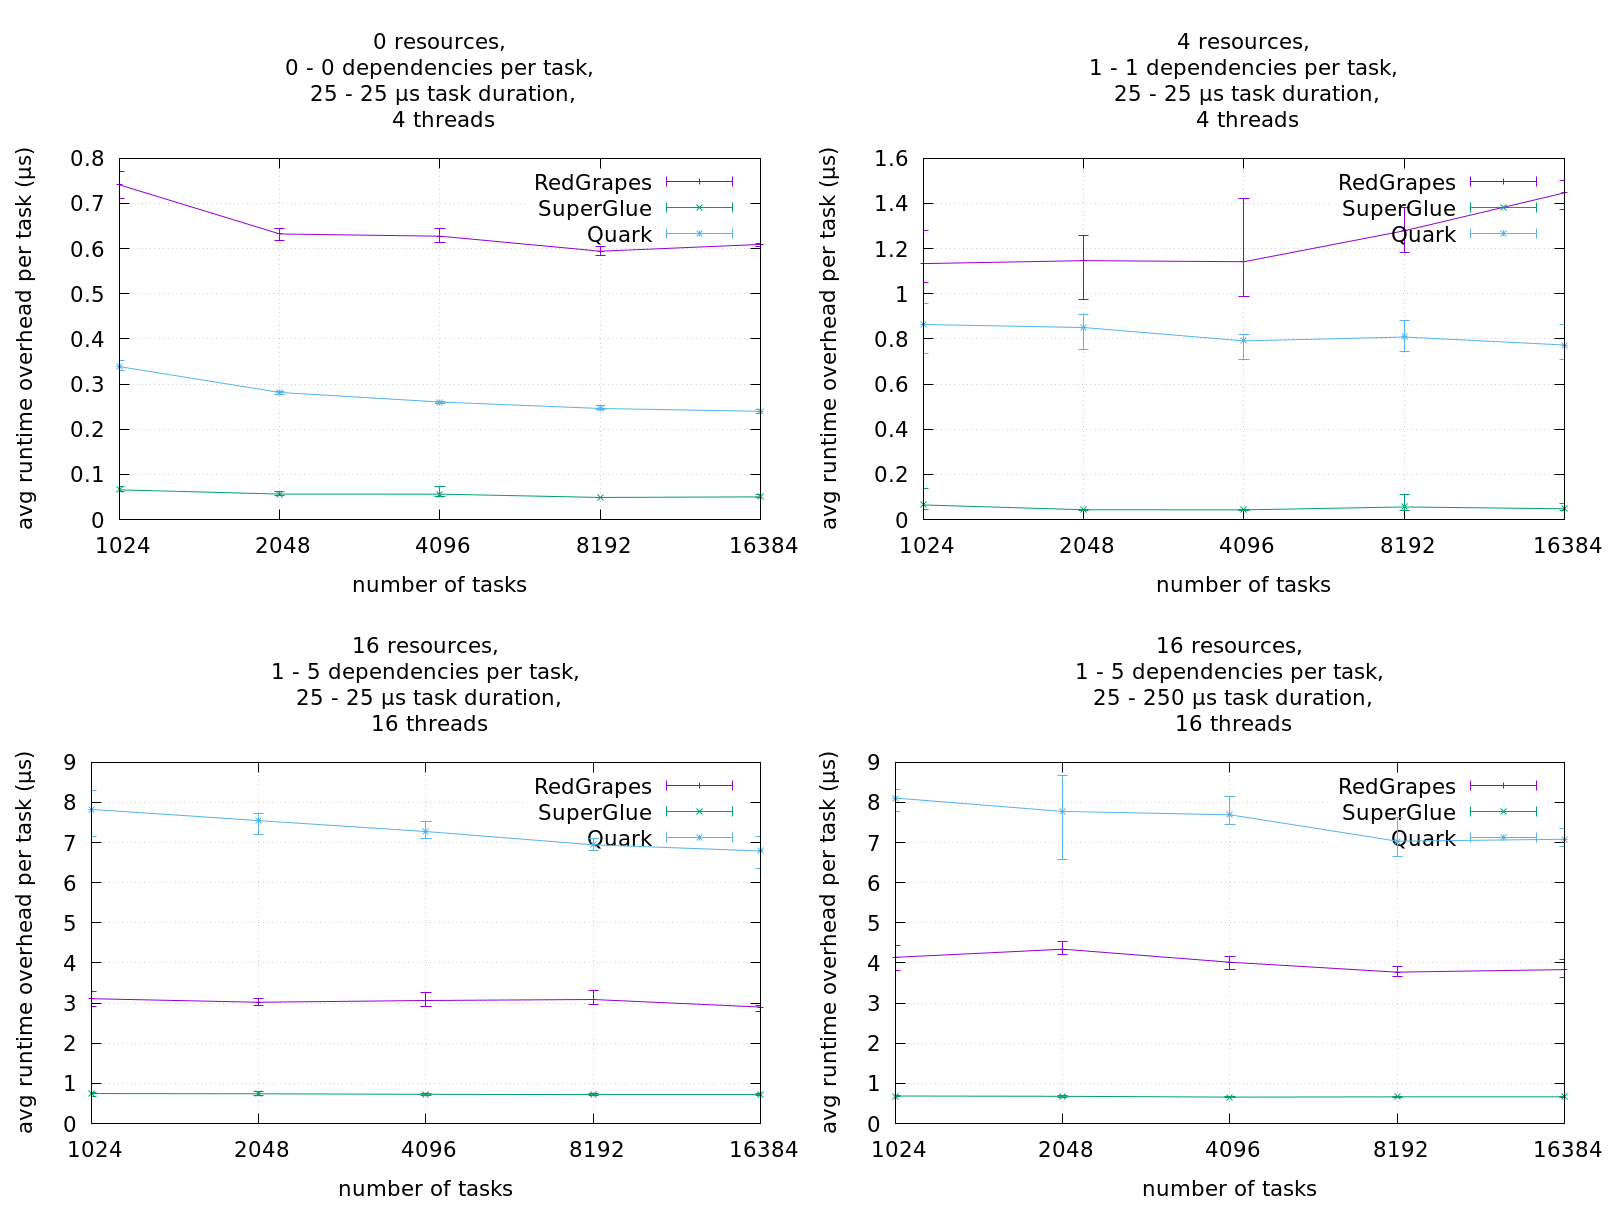 0 resources,
0 - 0 dependencies per task,
25 - 25 µs task duration,
4 threads
avg runtime overhead per task (µs)
0.8
0.7
0.6
0.5
0.4
0.3
0.2
0.1
0
RedGrapes
SuperGlue
Quark
1024 2048 4096 8192 16384
number of tasks
4 resources,
1 - 1 dependencies per task,
25 - 25 µs task duration,
4 threads
avg runtime overhead per task (µs)
1.6
1.4
1.2
1
0.8
0.6
0.4
0.2
0
RedGrapes
SuperGlue
Quark
1024 2048 4096 8192 16384
number of tasks
16 resources,
1 - 5 dependencies per task,
25 - 25 µs task duration,
16 threads
avg runtime overhead per task (µs)
9
8
7
6
5
4
3
2
1
0
RedGrapes
SuperGlue
Quark
1024 2048 4096 8192 16384
number of tasks
16 resources,
1 - 5 dependencies per task,
25 - 250 µs task duration,
16 threads
avg runtime overhead per task (µs)
9
8
7
6
5
4
3
2
1
0
RedGrapes
SuperGlue
Quark
1024 2048 4096 8192 16384
number of tasks